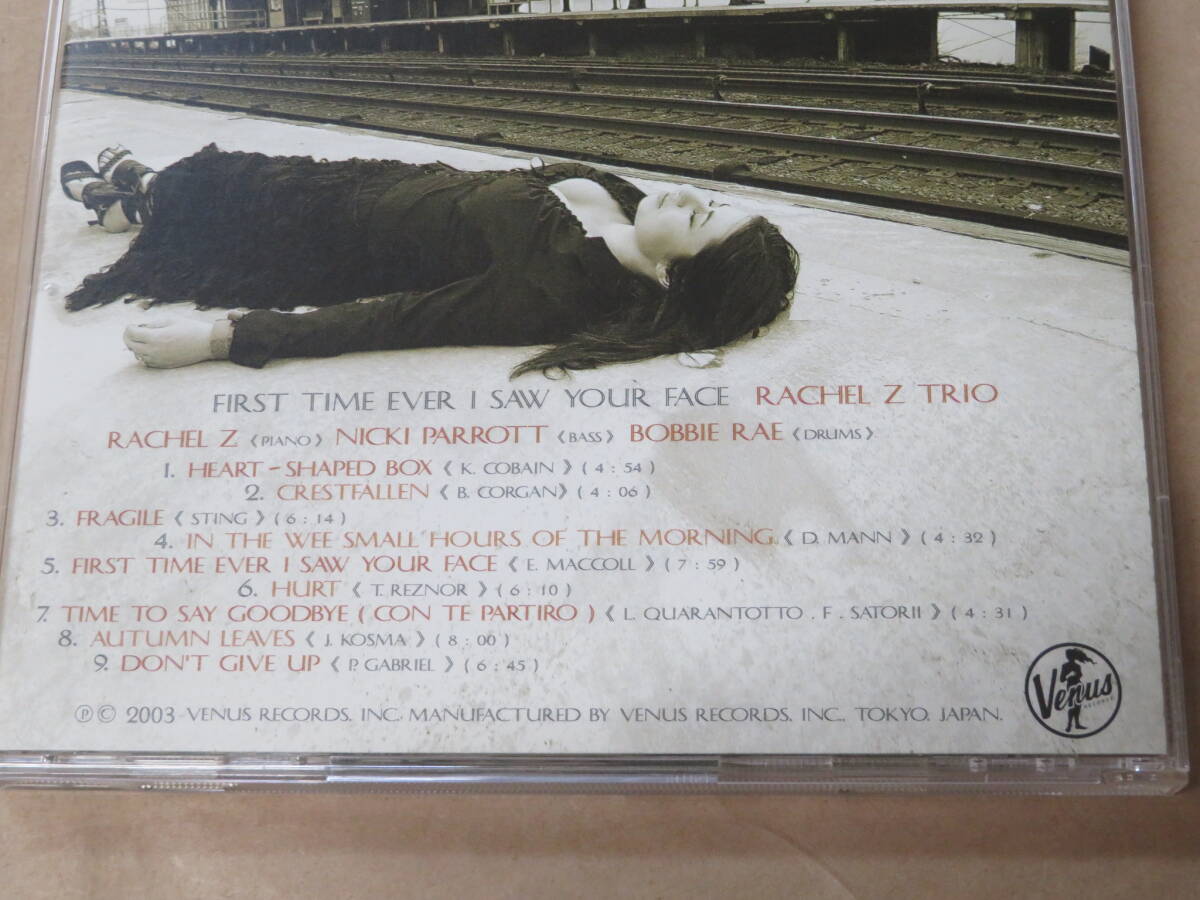 FIRST TIME EVER I SAW YOUR FACE RACHEL Z TRIO
RACHEL Z 《PIANO》 NICKI PARROTT 《BASS》 BOBBIE RAE 《DRUMS》
1. HEART-SHAPED BOX 《 K. COBAIN 》 ( 4 : 54 )
2. CRESTFALLEN 《 B. CORGAN》 ( 4 : 06 )
3. FRAGILE 《 STING 》 ( 6 : 14 )
4. IN THE WEE SMALL HOURS OF THE MORNING 《 D. MANN 》 ( 4 : 32 )
5. FIRST TIME EVER I SAW YOUR FACE 《 E. MACCOLL 》 ( 7 : 59 )
6. HURT 《 T. REZNOR 》 ( 6 : 10 )
7. TIME TO SAY GOODBYE ( CON TE PARTIRO ) 《 L. QUARANTOTTO . F . SATORII 》 ( 4 : 31 )
8. AUTUMN LEAVES 《 J. KOSMA 》 ( 8 : 00 )
9. DON'T GIVE UP 《 P. GABRIEL 》 ( 6 : 45 )
℗ © 2003 VENUS RECORDS, INC. MANUFACTURED BY VENUS RECORDS, INC., TOKYO, JAPAN.
Venus
RECORDS